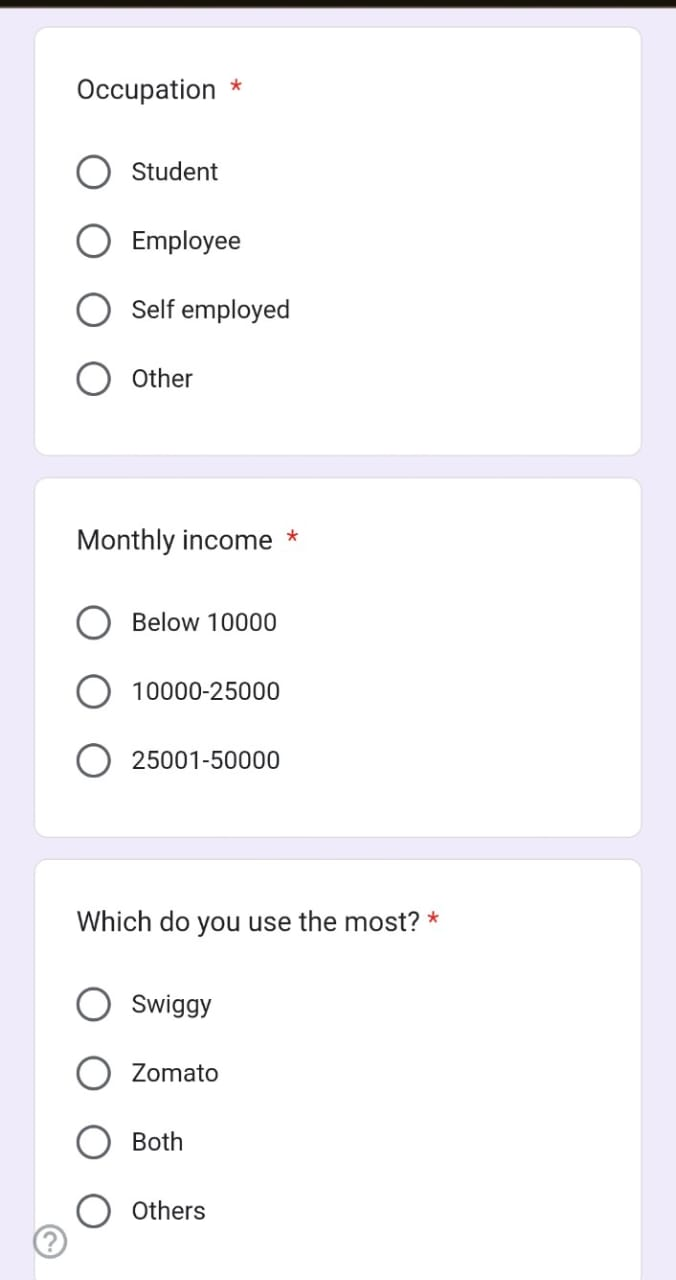 Occupation *
Student
Employee
Self employed
Other
Monthly income *
Below 10000
10000-25000
25001-50000
Which do you use the most? *
Swiggy
Zomato
Both
Others
?